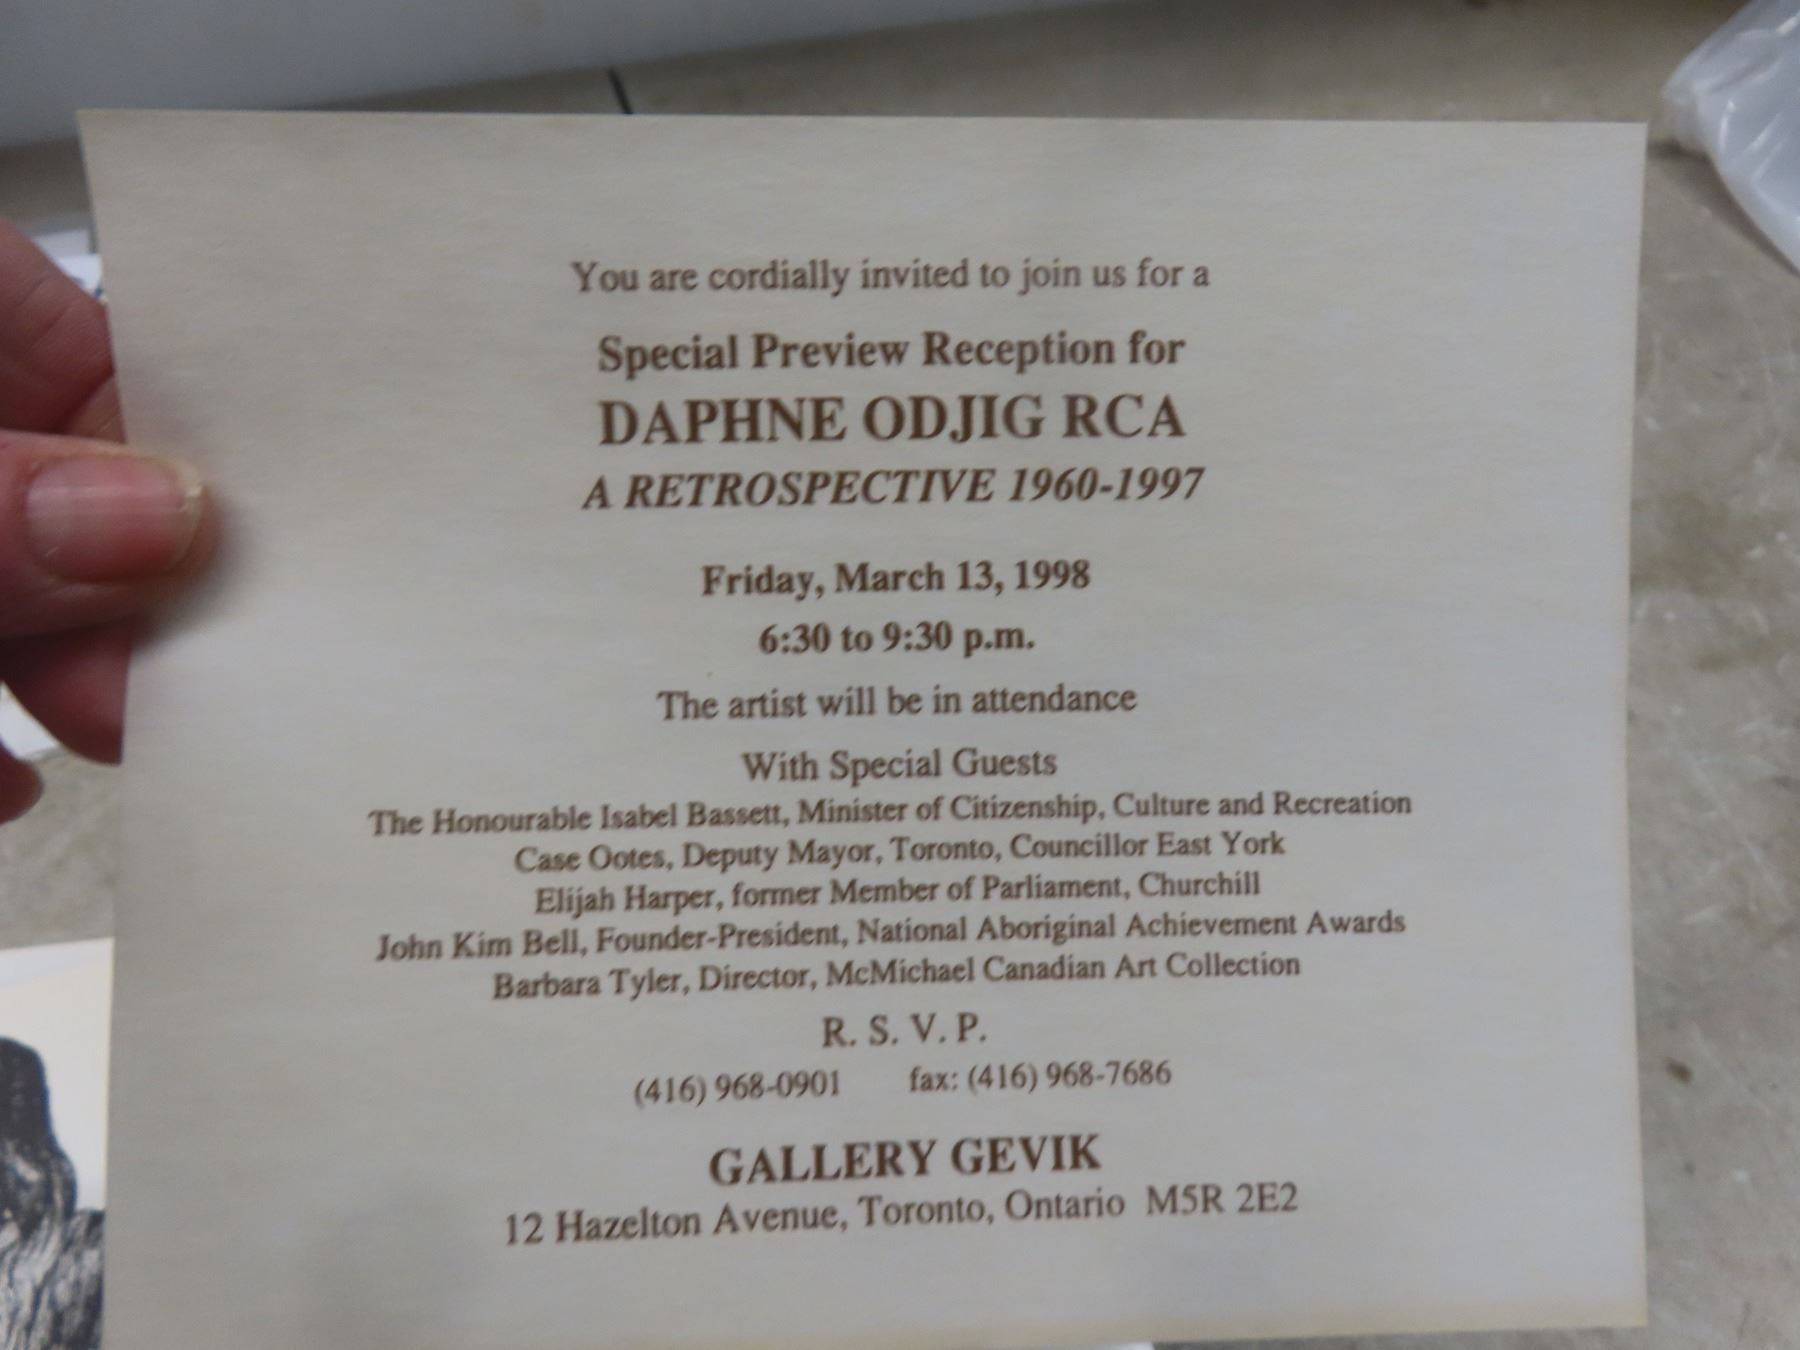 You are cordially invited to join us for a
Special Preview Reception for
DAPHNE ODJIG RCA
A RETROSPECTIVE 1960-1997
Friday, March 13, 1998
6:30 to 9:30 p.m.
The artist will be in attendance
With Special Guests
The Honourable Isabel Bassett, Minister of Citizenship, Culture and Recreation
Case Ootes, Deputy Mayor, Toronto, Councillor East York
Elijah Harper, former Member of Parliament, Churchill
John Kim Bell, Founder-President, National Aboriginal Achievement Awards
Barbara Tyler, Director, McMichael Canadian Art Collection
R. S. V. P.
(416) 968-0901 fax: (416) 968-7686
GALLERY GEVIK
12 Hazelton Avenue, Toronto, Ontario M5R 2E2